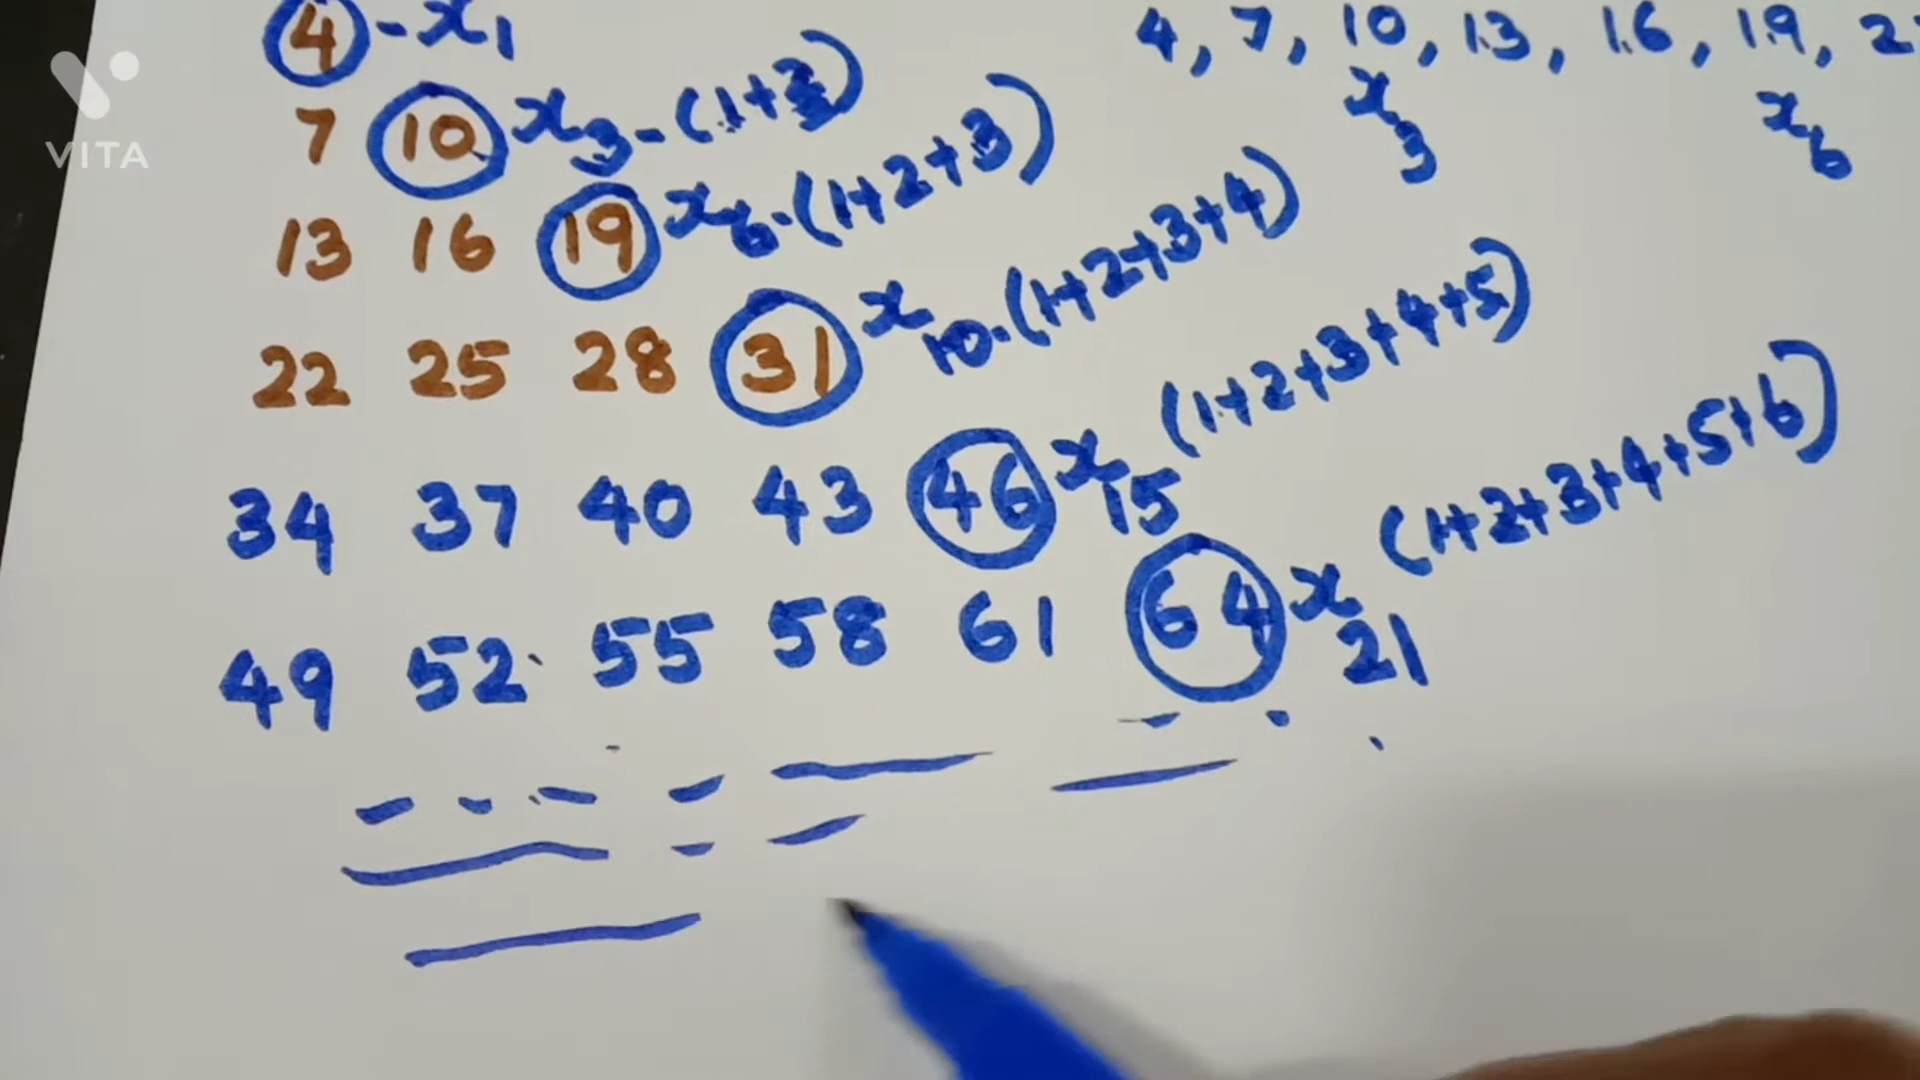 4 - x1
4, 7, 10, 13, 16, 19, 2
x3
x6
7 10 x3 - (1+2)
13 16 19 x6 - (1+2+3)
22 25 28 31 x10 - (1+2+3+4)
34 37 40 43 46 x15 (1+2+3+4+5)
49 52 55 58 61 64 x21 (1+2+3+4+5+6)
VITA